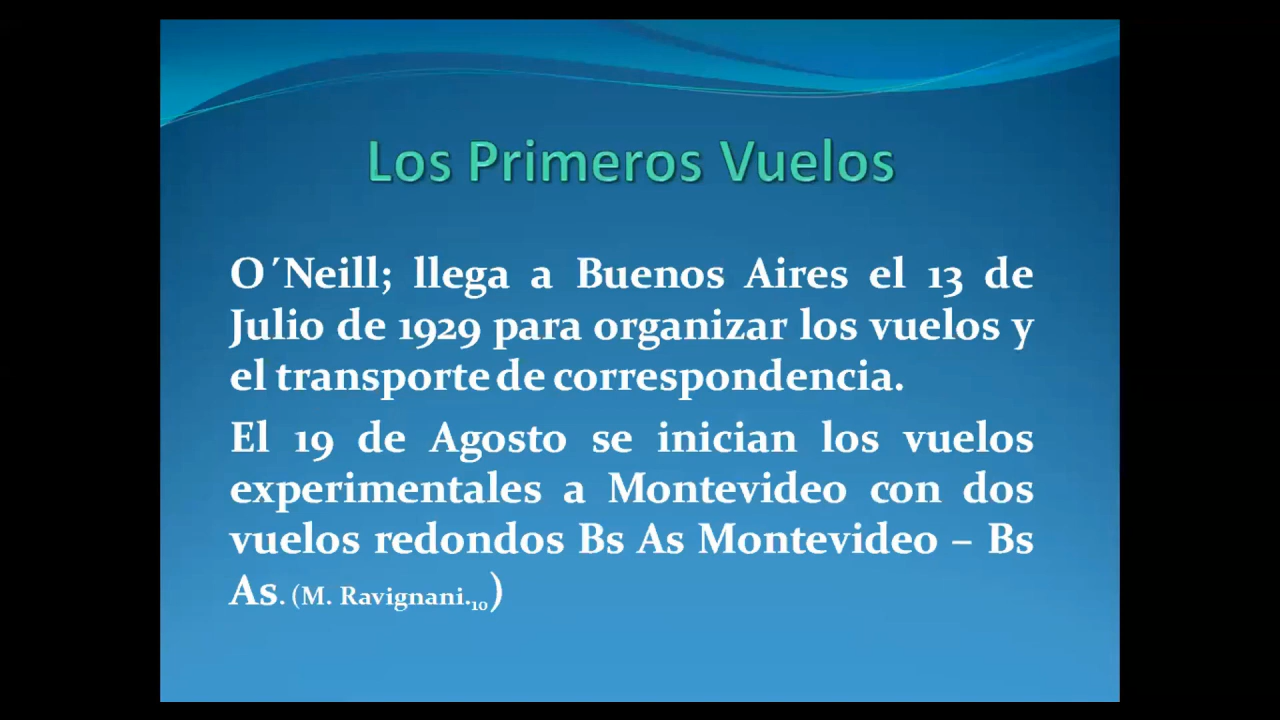 Los Primeros Vuelos
O´Neill; llega a Buenos Aires el 13 de
Julio de 1929 para organizar los vuelos y
el transporte de correspondencia.
El 19 de Agosto se inician los vuelos
experimentales a Montevideo con dos
vuelos redondos Bs As Montevideo – Bs
As. (M. Ravignani.10)